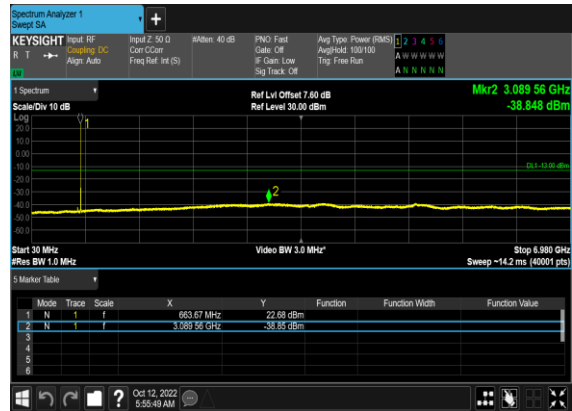 Spectrum Analyzer 1
Swept SA
KEYSIGHT Input: RF Input Z: 50 Ω #Atten: 40 dB PNO: Fast Avg Type: Power (RMS) 1 2 3 4 5 6
R T Coupling: DC Corr CCorr Gate: Off Avg|Hold: 100/100 A W W W W W
Align: Auto Freq Ref: Int (S) IF Gain: Low Trig: Free Run
Sig Track: Off A N N N N N
1 Spectrum Ref Lvl Offset 7.60 dB Mkr2 3.089 56 GHz
Scale/Div 10 dB Ref Level 30.00 dBm -38.848 dBm
Log
1
20.0
10.0
0.00
-10.0 DL1 -13.00 dBm
-20.0
-30.0 2
-40.0
-50.0
-60.0
Start 30 MHz Video BW 3.0 MHz* Stop 6.980 GHz
#Res BW 1.0 MHz Sweep ~14.2 ms (40001 pts)
5 Marker Table
Mode Trace Scale X Y Function Function Width Function Value
1 N 1 f 663.67 MHz 22.68 dBm
2 N 1 f 3.089 56 GHz -38.85 dBm
3
4
5
6
? Oct 12, 2022
5:55:49 AM